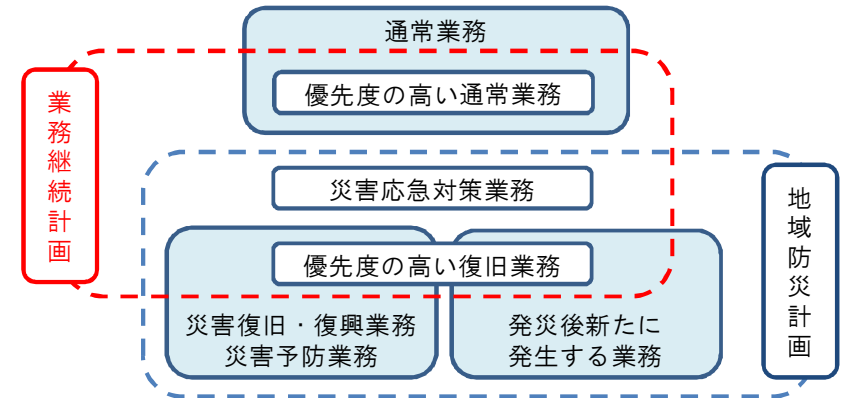 通常業務
優先度の高い通常業務
業務継続計画
災害応急対策業務
地域防災計画
優先度の高い復旧業務
災害復旧・復興業務
災害予防業務
発災後新たに
発生する業務